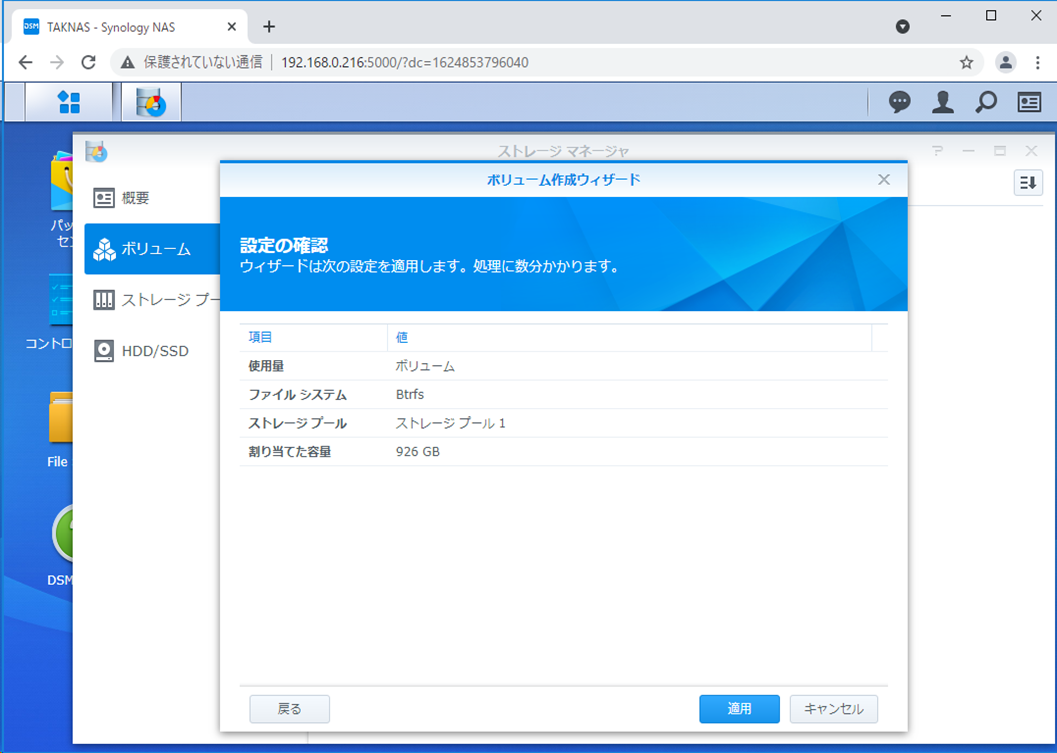 DSM TAKNAS - Synology NAS
保護されていない通信 192.168.0.216:5000/?dc=1624853796040
ストレージ マネージャ
概要
ボリューム
ストレージ プー
HDD/SSD
パッ
セン
コントロ
File
DSM
ボリューム作成ウィザード
設定の確認
ウィザードは次の設定を適用します。処理に数分かかります。
項目 値
使用量 ボリューム
ファイル システム Btrfs
ストレージ プール ストレージ プール 1
割り当てた容量 926 GB
戻る 適用 キャンセル